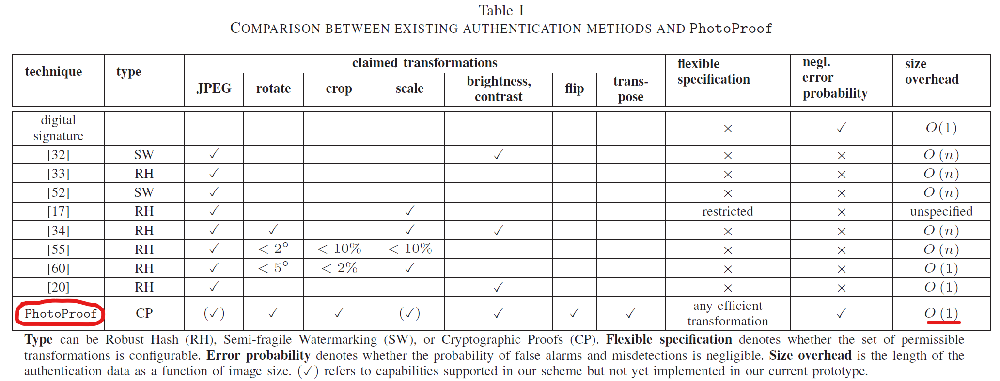 Table I
COMPARISON BETWEEN EXISTING AUTHENTICATION METHODS AND PhotoProof
technique type claimed transformations flexible specification negl. error probability size overhead
JPEG rotate crop scale brightness, contrast flip trans-pose
digital signature × ✓ O(1)
[32] SW ✓ ✓ × × O (n)
[33] RH ✓ × × O (n)
[52] SW ✓ × × O (n)
[17] RH ✓ ✓ restricted × unspecified
[34] RH ✓ ✓ ✓ ✓ × × O (n)
[55] RH ✓ < 2° < 10% < 10% × × O (n)
[60] RH ✓ < 5° < 2% ✓ × × O (1)
[20] RH ✓ ✓ × × O (1)
PhotoProof CP (✓) ✓ ✓ (✓) ✓ ✓ ✓ any efficient transformation ✓ O (1)
Type can be Robust Hash (RH), Semi-fragile Watermarking (SW), or Cryptographic Proofs (CP). Flexible specification denotes whether the set of permissible
transformations is configurable. Error probability denotes whether the probability of false alarms and misdetections is negligible. Size overhead is the length of the
authentication data as a function of image size. (✓) refers to capabilities supported in our scheme but not yet implemented in our current prototype.